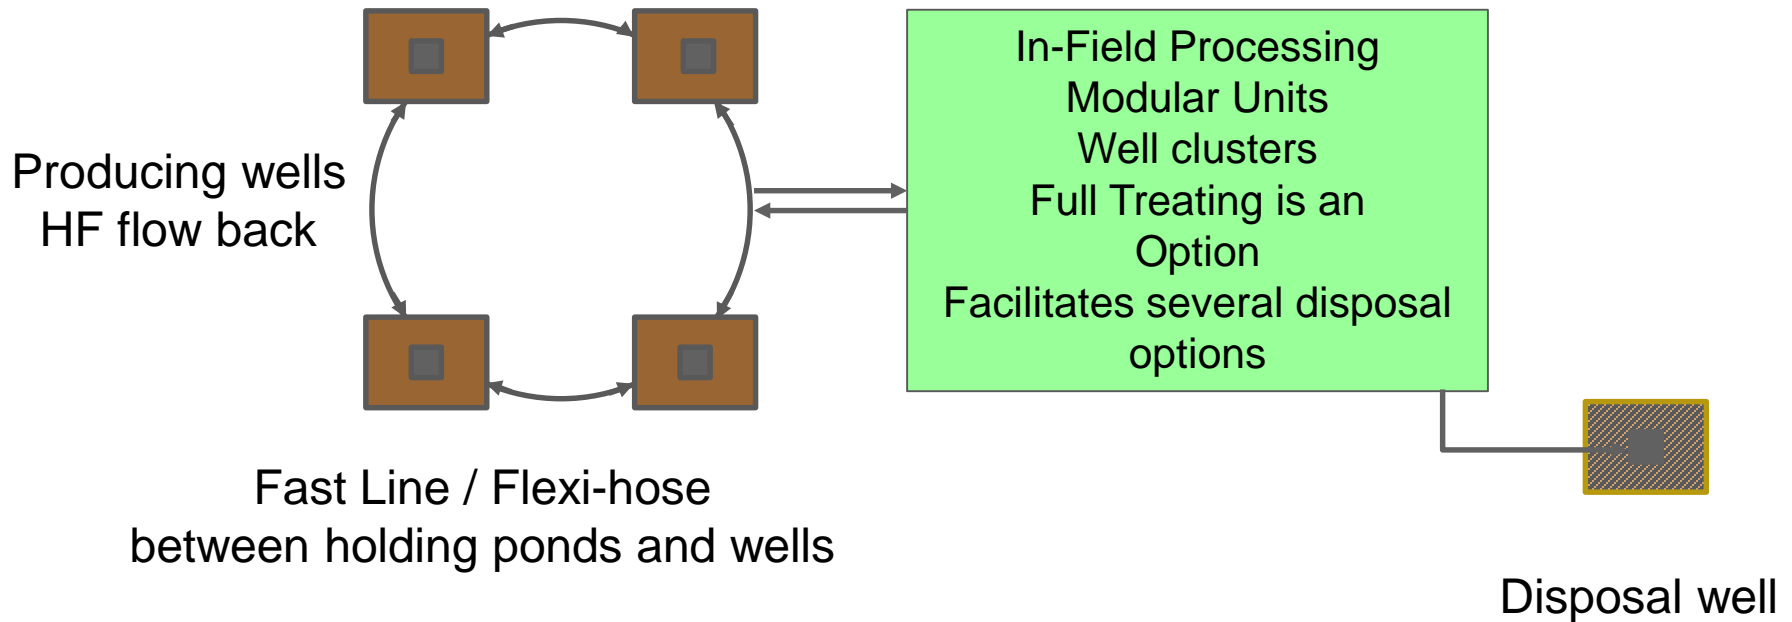 In-Field Processing
Modular Units
Well clusters
Full Treating is an
Option
Facilitates several disposal
options
Producing wells
HF flow back
Fast Line / Flexi-hose
between holding ponds and wells
Disposal well